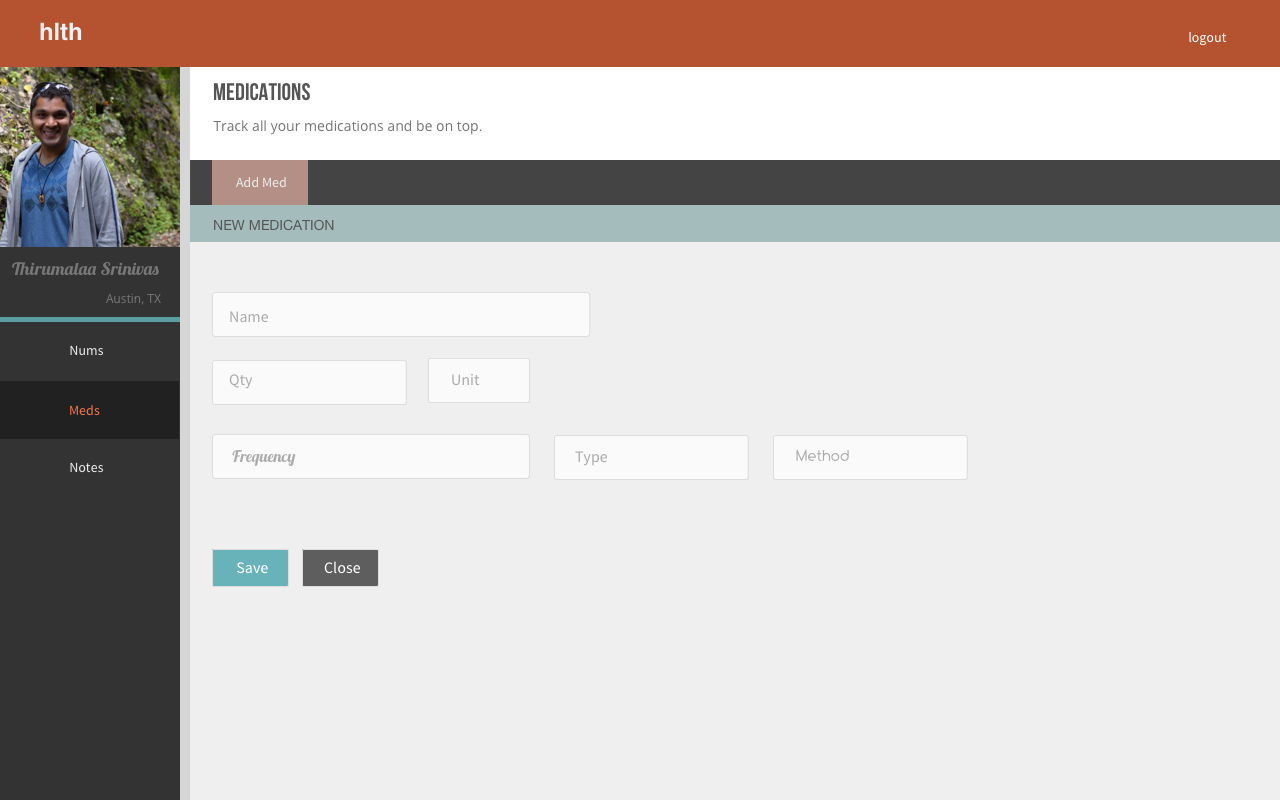 hlth
logout
MEDICATIONS
Track all your medications and be on top.
Add Med
NEW MEDICATION
Thirumalaa Srinivas
Austin, TX
Nums
Meds
Notes
Name
Qty
Unit
Frequency
Type
Method
Save
Close